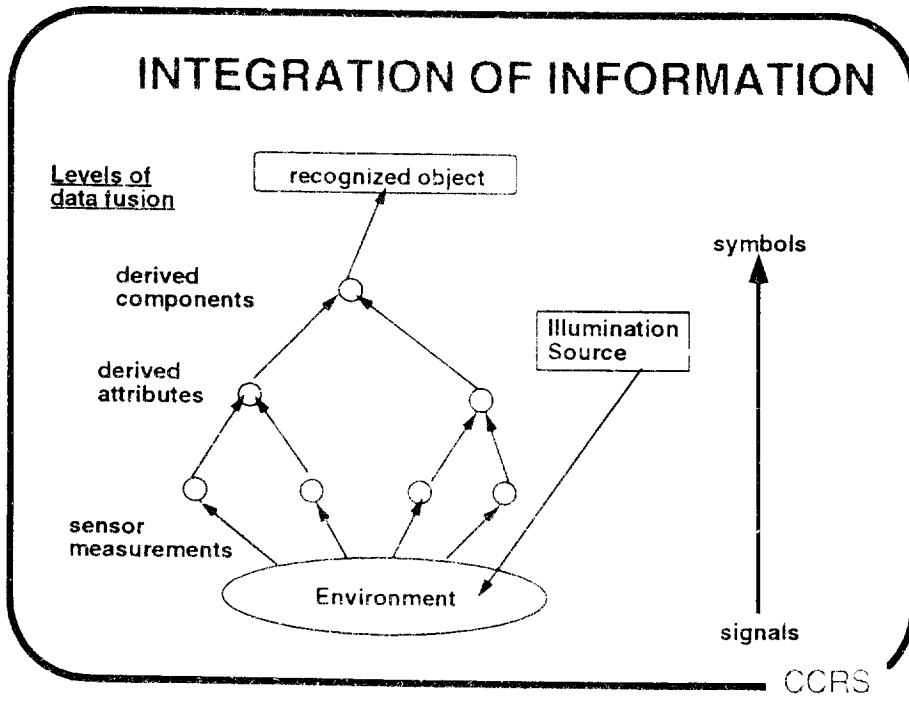 INTEGRATION OF INFORMATION
Levels of
data fusion
recognized object
symbols
derived
components
Illumination
Source
derived
attributes
sensor
measurements
Environment
signals
CCRS